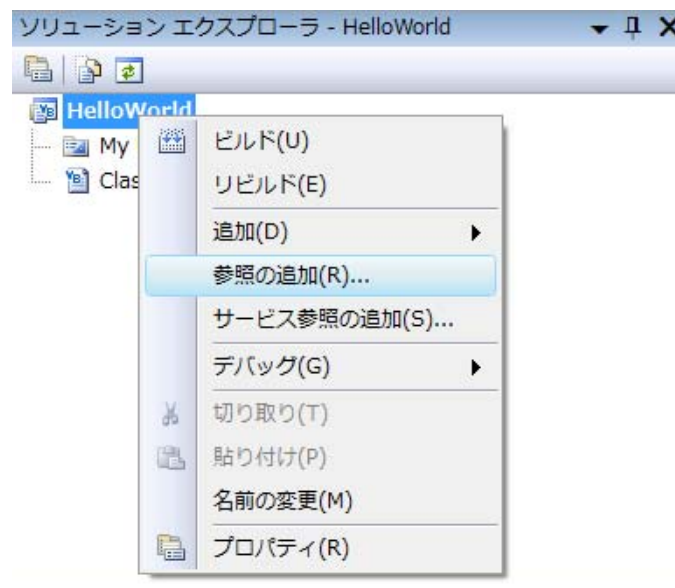 ソリューション エクスプローラ - HelloWorld
HelloWorld
My
ビルド(U)
Clas
リビルド(E)
追加(D)
参照の追加(R)...
サービス参照の追加(S)...
デバッグ(G)
切り取り(T)
貼り付け(P)
名前の変更(M)
プロパティ(R)